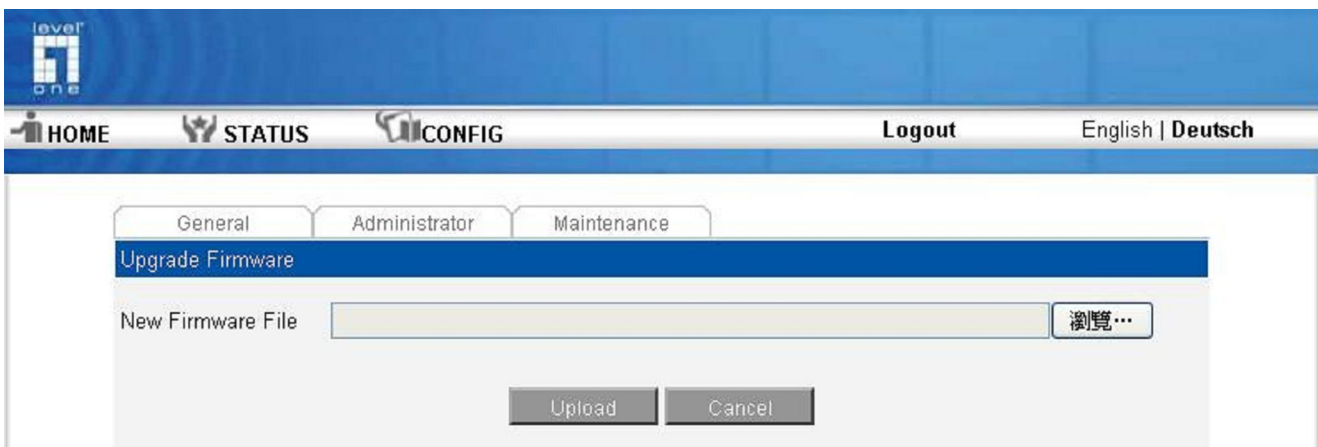 level
one
HOME STATUS CONFIG Logout English | Deutsch
General Administrator Maintenance
Upgrade Firmware
New Firmware File 瀏覽…
Upload Cancel